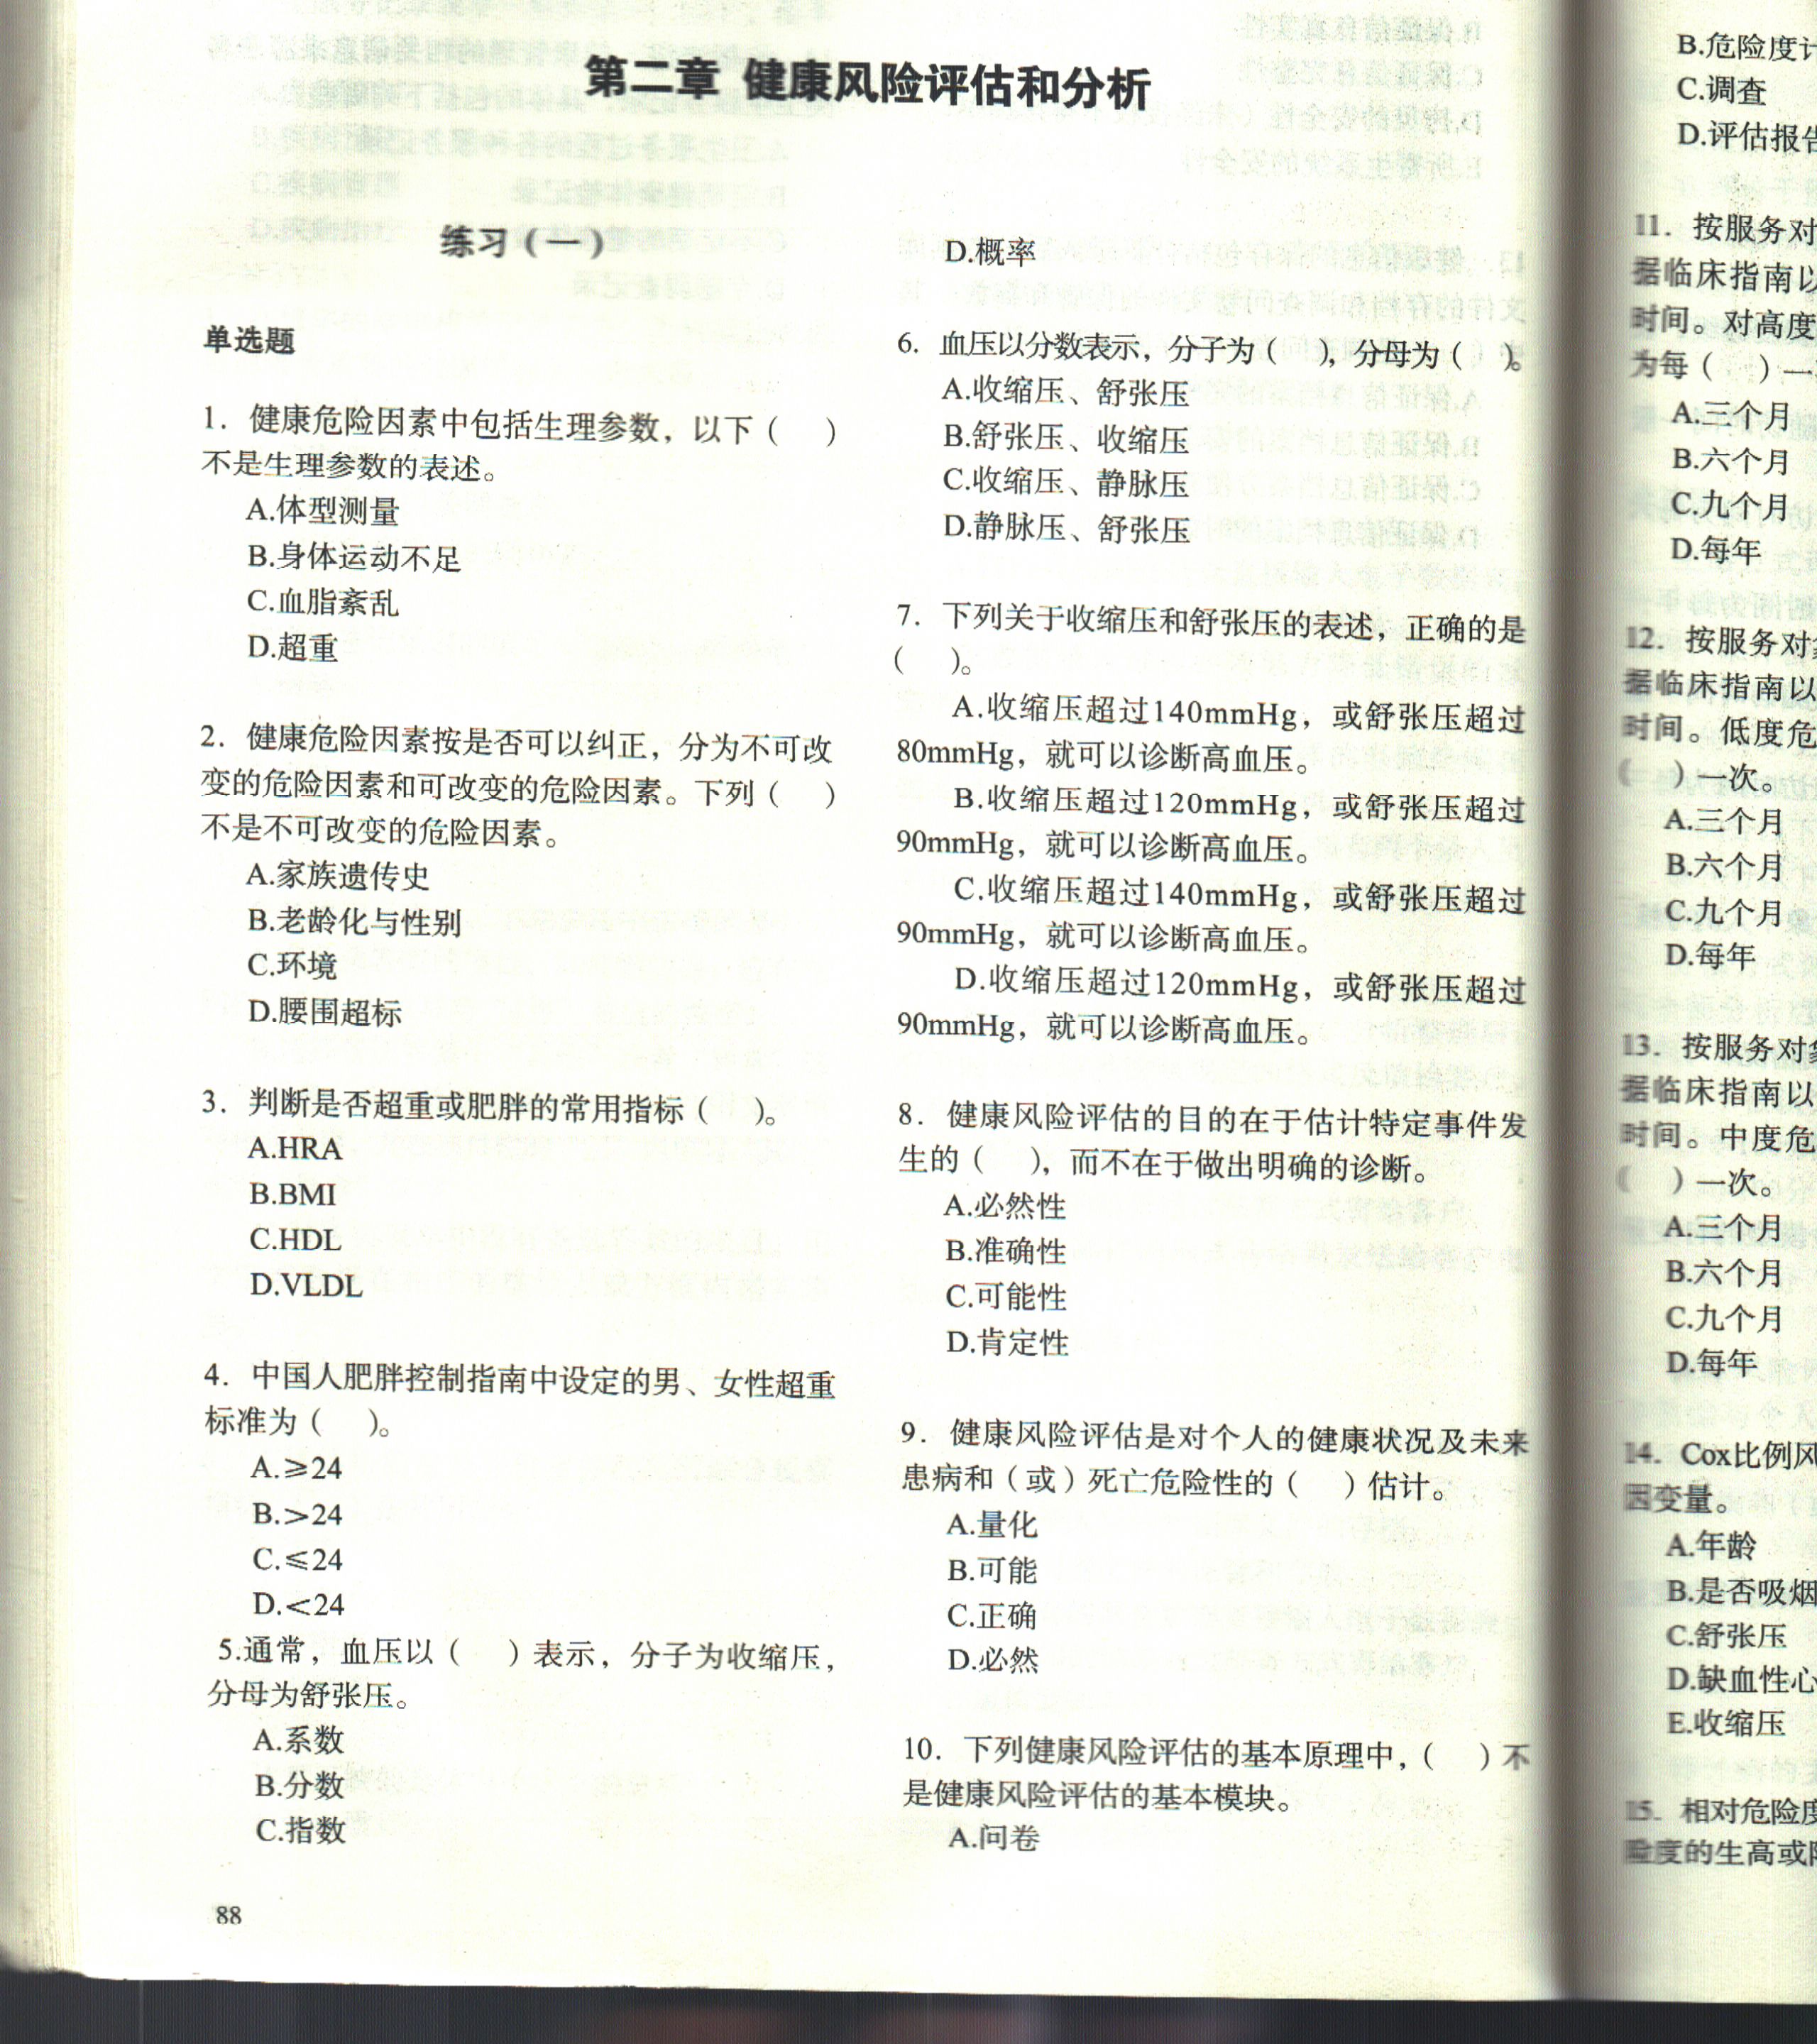 第二章 健康风险评估和分析
练习（一）
单选题
1. 健康危险因素中包括生理参数，以下（ ）
不是生理参数的表述。
A.体型测量
B.身体运动不足
C.血脂紊乱
D.超重
2. 健康危险因素按是否可以纠正，分为不可改
变的危险因素和可改变的危险因素。下列（ ）
不是不可改变的危险因素。
A.家族遗传史
B.老龄化与性别
C.环境
D.腰围超标
3. 判断是否超重或肥胖的常用指标（ ）。
A.HRA
B.BMI
C.HDL
D.VLDL
4. 中国人肥胖控制指南中设定的男、女性超重
标准为（ ）。
A.≥24
B.>24
C.≤24
D.<24
5.通常，血压以（ ）表示，分子为收缩压，
分母为舒张压。
A.系数
B.分数
C.指数
88
D.概率
6. 血压以分数表示，分子为（ ），分母为（ ）。
A.收缩压、舒张压
B.舒张压、收缩压
C.收缩压、静脉压
D.静脉压、舒张压
7. 下列关于收缩压和舒张压的表述，正确的是
（ ）。
A.收缩压超过140mmHg，或舒张压超过
80mmHg，就可以诊断高血压。
B.收缩压超过120mmHg，或舒张压超过
90mmHg，就可以诊断高血压。
C.收缩压超过140mmHg，或舒张压超过
90mmHg，就可以诊断高血压。
D.收缩压超过120mmHg，或舒张压超过
90mmHg，就可以诊断高血压。
8. 健康风险评估的目的在于估计特定事件发
生的（ ），而不在于做出明确的诊断。
A.必然性
B.准确性
C.可能性
D.肯定性
9. 健康风险评估是对个人的健康状况及未来
患病和（或）死亡危险性的（ ）估计。
A.量化
B.可能
C.正确
D.必然
10. 下列健康风险评估的基本原理中，（ ）不
是健康风险评估的基本模块。
A.问卷
B.危险度计
C.调查
D.评估报告
11. 按服务对
据临床指南以
时间。对高度
为每（ ）一
A.三个月
B.六个月
C.九个月
D.每年
12. 按服务对象
据临床指南以
时间。低度危
（ ）一次。
A.三个月
B.六个月
C.九个月
D.每年
13. 按服务对象
据临床指南以
时间。中度危
（ ）一次。
A.三个月
B.六个月
C.九个月
D.每年
14. Cox比例风
因变量。
A.年龄
B.是否吸烟
C.舒张压
D.缺血性心
E.收缩压
15. 相对危险度
险度的生高或